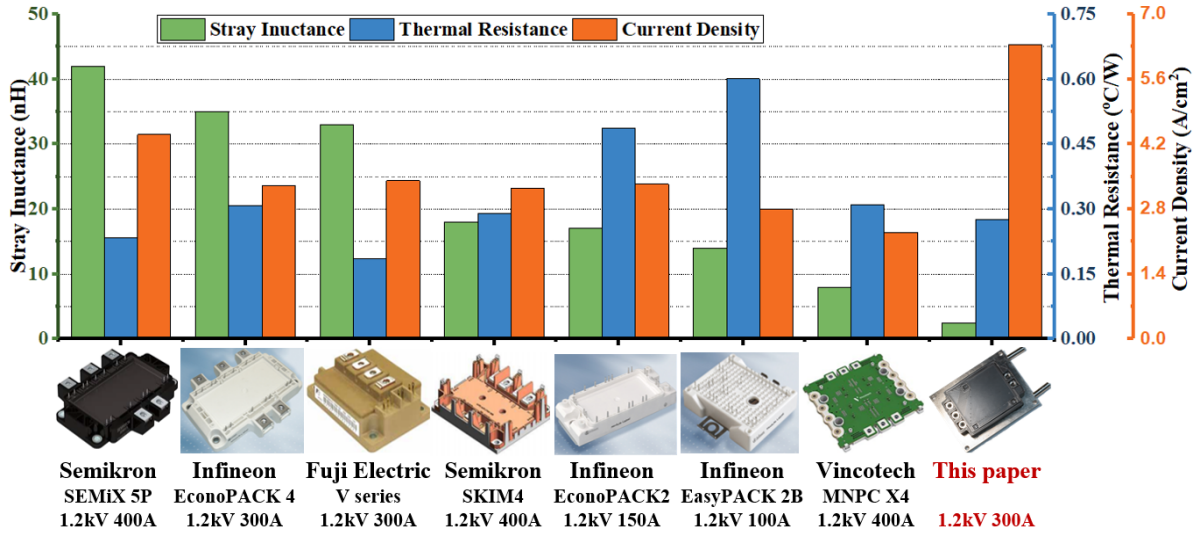 Stray Inuctance
Thermal Resistance
Current Density
Stray Inuctance (nH)
50
40
30
20
10
0
0.75
0.60
0.45
0.30
0.15
0.00
Thermal Resistance (°C/W)
7.0
5.6
4.2
2.8
1.4
0.0
Current Density (A/cm²)
Semikron
SEMiX 5P
1.2kV 400A
Infineon
EconoPACK 4
1.2kV 300A
Fuji Electric
V series
1.2kV 300A
Semikron
SKIM4
1.2kV 400A
Infineon
EconoPACK2
1.2kV 150A
Infineon
EasyPACK 2B
1.2kV 100A
Vincotech
MNPC X4
1.2kV 400A
This paper
1.2kV 300A